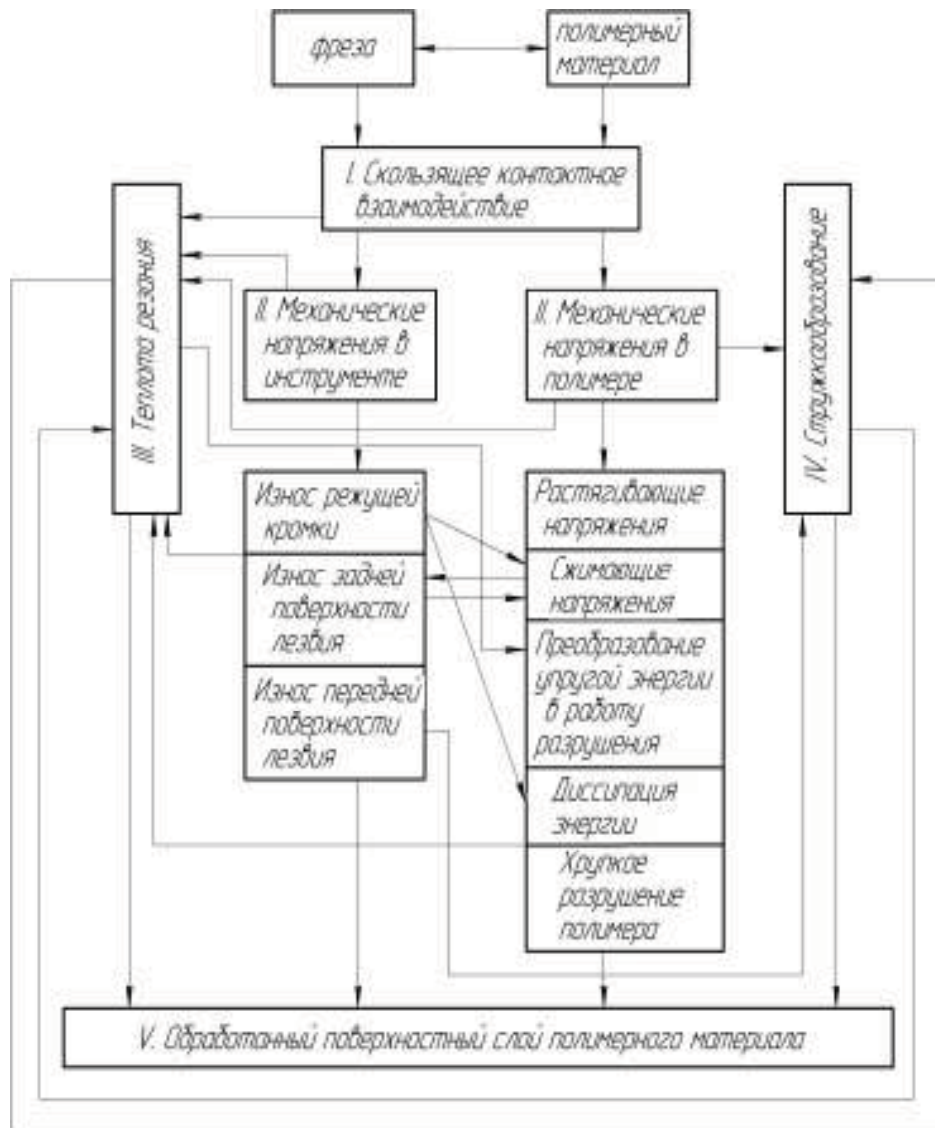 фреза
полимерный
материал
I. Скользящее контактное
взаимодействие
III. Теплота резания
II. Механические
напряжения в
инструменте
II. Механические
напряжения в
полимере
IV. Стружкообразование
Износ режущей
кромки
Износ задней
поверхности
лезвия
Износ передней
поверхности
лезвия
Растягивающие
напряжения
Сжимающие
напряжения
Преобразование
упругой энергии
в работу
разрушения
Диссипация
энергии
Хрупкое
разрушение
полимера
V. Обработанный поверхностный слой полимерного материала